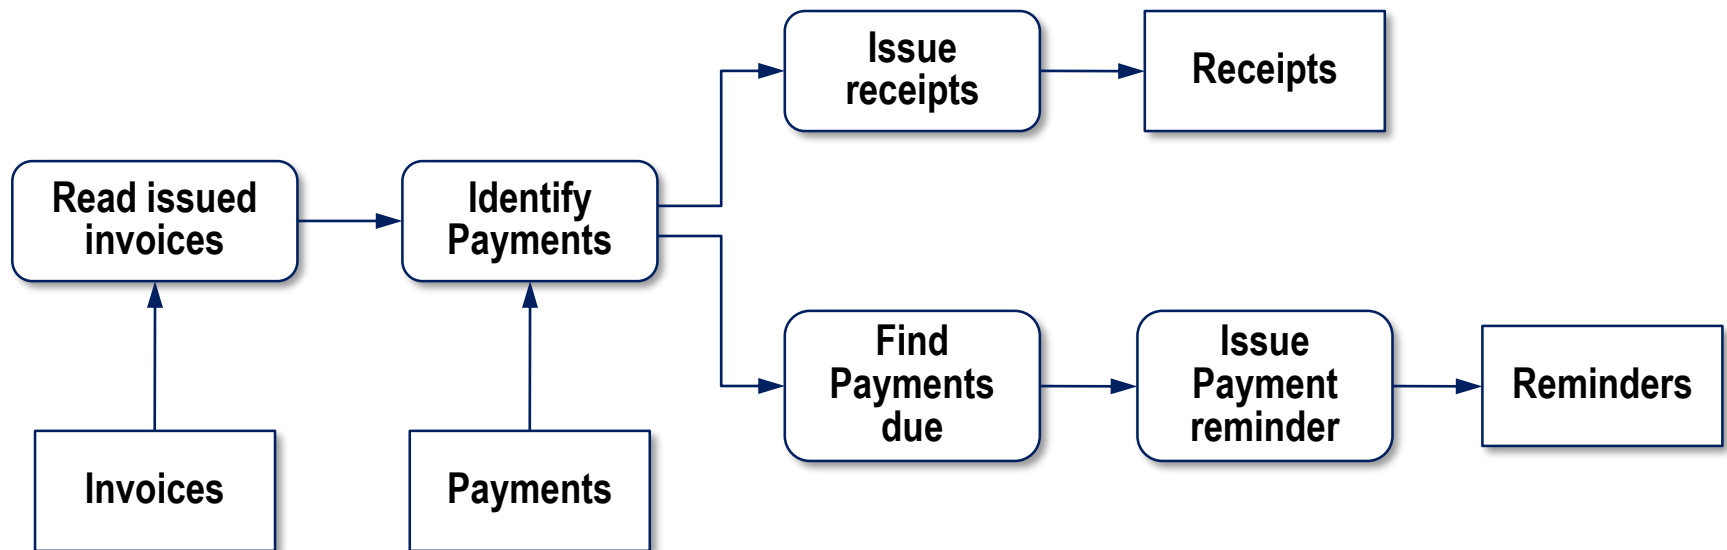 Issue
receipts
Receipts
Read issued
invoices
Identify
Payments
Find
Payments
due
Issue
Payment
reminder
Reminders
Invoices
Payments